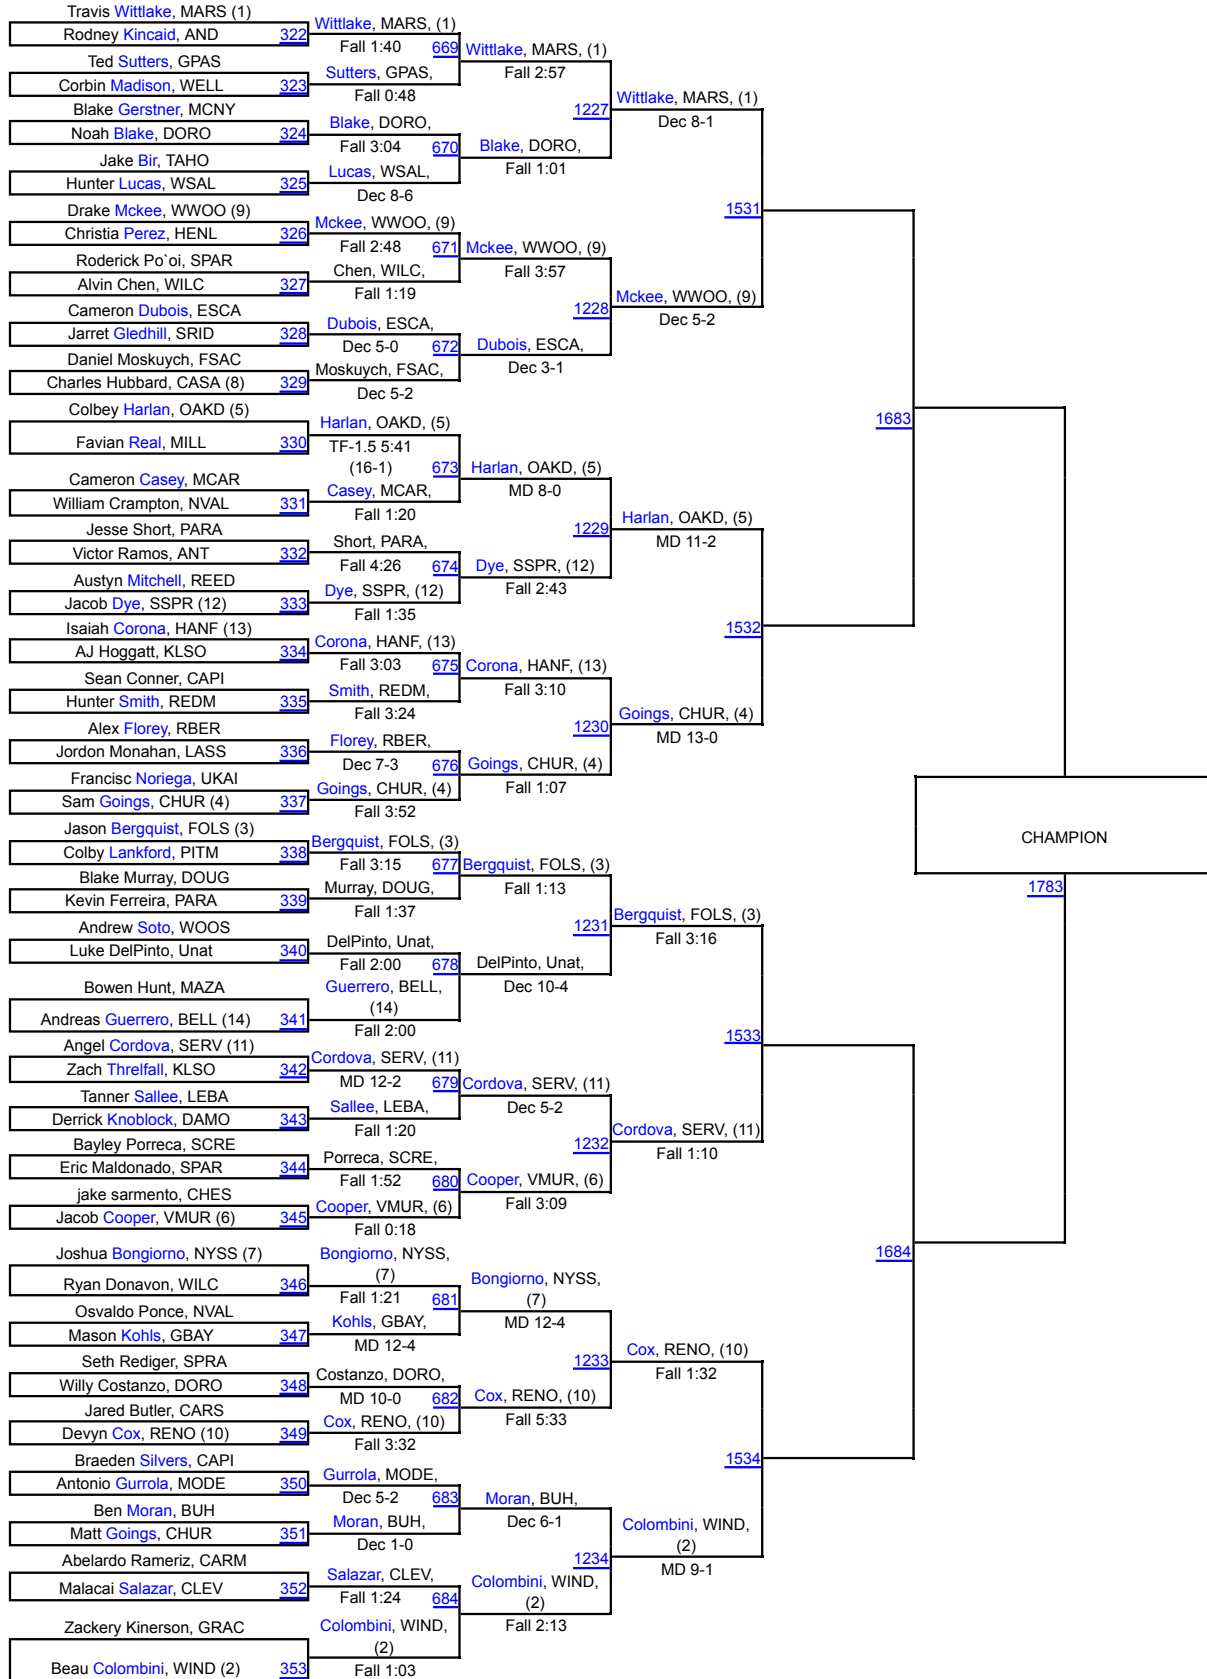 Travis Wittlake, MARS (1)
Rodney Kincaid, AND 322
Ted Sutters, GPAS
Corbin Madison, WELL 323
Blake Gerstner, MCNY
Noah Blake, DORO 324
Jake Bir, TAHO
Hunter Lucas, WSAL 325
Drake Mckee, WWOO (9)
Christia Perez, HENL 326
Roderick Po`oi, SPAR
Alvin Chen, WILC 327
Cameron Dubois, ESCA
Jarret Gledhill, SRID 328
Daniel Moskuych, FSAC
Charles Hubbard, CASA (8) 329
Colbey Harlan, OAKD (5)
Favian Real, MILL 330
Cameron Casey, MCAR
William Crampton, NVAL 331
Jesse Short, PARA
Victor Ramos, ANT 332
Austyn Mitchell, REED
Jacob Dye, SSPR (12) 333
Isaiah Corona, HANF (13)
AJ Hoggatt, KLSO 334
Sean Conner, CAPI
Hunter Smith, REDM 335
Alex Florey, RBER
Jordon Monahan, LASS 336
Francisc Noriega, UKAI
Sam Goings, CHUR (4) 337
Jason Bergquist, FOLS (3)
Colby Lankford, PITM 338
Blake Murray, DOUG
Kevin Ferreira, PARA 339
Andrew Soto, WOOS
Luke DelPinto, Unat 340
Bowen Hunt, MAZA
Andreas Guerrero, BELL (14) 341
Angel Cordova, SERV (11)
Zach Threlfall, KLSO 342
Tanner Sallee, LEBA
Derrick Knoblock, DAMO 343
Bayley Porreca, SCRE
Eric Maldonado, SPAR 344
jake sarmento, CHES
Jacob Cooper, VMUR (6) 345
Joshua Bongiorno, NYSS (7)
Ryan Donavon, WILC 346
Osvaldo Ponce, NVAL
Mason Kohls, GBAY 347
Seth Rediger, SPRA
Willy Costanzo, DORO 348
Jared Butler, CARS
Devyn Cox, RENO (10) 349
Braeden Silvers, CAPI
Antonio Gurrola, MODE 350
Ben Moran, BUH
Matt Goings, CHUR 351
Abelardo Rameriz, CARM
Malacai Salazar, CLEV 352
Zackery Kinerson, GRAC
Beau Colombini, WIND (2) 353
Wittlake, MARS, (1)
Fall 1:40 669
Sutters, GPAS,
Fall 0:48
Blake, DORO,
Fall 3:04 670
Lucas, WSAL,
Dec 8-6
Mckee, WWOO, (9)
Fall 2:48 671
Chen, WILC,
Fall 1:19
Dubois, ESCA,
Dec 5-0 672
Moskuych, FSAC,
Dec 5-2
Harlan, OAKD, (5)
TF-1.5 5:41
(16-1) 673
Casey, MCAR,
Fall 1:20
Short, PARA,
Fall 4:26 674
Dye, SSPR, (12)
Fall 1:35
Corona, HANF, (13)
Fall 3:03 675
Smith, REDM,
Fall 3:24
Florey, RBER,
Dec 7-3 676
Goings, CHUR, (4)
Fall 3:52
Bergquist, FOLS, (3)
Fall 3:15 677
Murray, DOUG,
Fall 1:37
DelPinto, Unat,
Fall 2:00 678
Guerrero, BELL,
(14)
Fall 2:00
Cordova, SERV, (11)
MD 12-2 679
Sallee, LEBA,
Fall 1:20
Porreca, SCRE,
Fall 1:52 680
Cooper, VMUR, (6)
Fall 0:18
Bongiorno, NYSS,
(7)
Fall 1:21 681
Kohls, GBAY,
MD 12-4
Costanzo, DORO,
MD 10-0 682
Cox, RENO, (10)
Fall 3:32
Gurrola, MODE,
Dec 5-2 683
Moran, BUH,
Dec 1-0
Salazar, CLEV,
Fall 1:24 684
Colombini, WIND,
(2)
Fall 1:03
Wittlake, MARS, (1)
Fall 2:57
1227
Blake, DORO,
Fall 1:01
Mckee, WWOO, (9)
Fall 3:57
1228
Dubois, ESCA,
Dec 3-1
Harlan, OAKD, (5)
MD 8-0
1229
Dye, SSPR, (12)
Fall 2:43
Corona, HANF, (13)
Fall 3:10
1230
Goings, CHUR, (4)
Fall 1:07
Bergquist, FOLS, (3)
Fall 1:13
1231
DelPinto, Unat,
Dec 10-4
Cordova, SERV, (11)
Dec 5-2
1232
Cooper, VMUR, (6)
Fall 3:09
Bongiorno, NYSS,
(7)
MD 12-4
1233
Cox, RENO, (10)
Fall 5:33
Moran, BUH,
Dec 6-1
1234
Colombini, WIND,
(2)
Fall 2:13
Wittlake, MARS, (1)
Dec 8-1
1531
Mckee, WWOO, (9)
Dec 5-2
Harlan, OAKD, (5)
MD 11-2
1532
Goings, CHUR, (4)
MD 13-0
Bergquist, FOLS, (3)
Fall 3:16
1533
Cordova, SERV, (11)
Fall 1:10
Cox, RENO, (10)
Fall 1:32
1534
Colombini, WIND,
(2)
MD 9-1
1683
1684
CHAMPION
1783